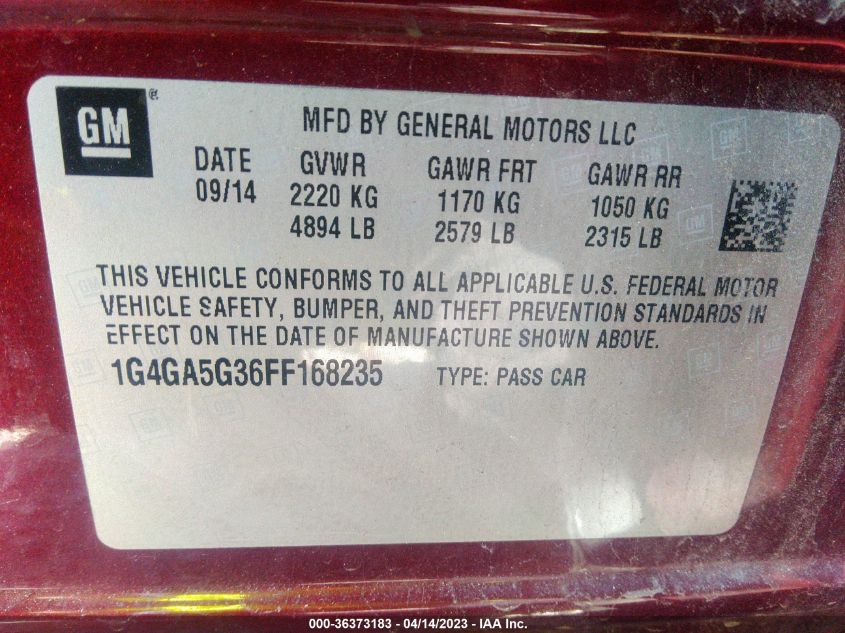 GM ®
MFD BY GENERAL MOTORS LLC
DATE GVWR GAWR FRT GAWR RR
09/14 2220 KG 1170 KG 1050 KG
4894 LB 2579 LB 2315 LB
THIS VEHICLE CONFORMS TO ALL APPLICABLE U.S. FEDERAL MOTOR
VEHICLE SAFETY, BUMPER, AND THEFT PREVENTION STANDARDS IN
EFFECT ON THE DATE OF MANUFACTURE SHOWN ABOVE.
1G4GA5G36FF168235 TYPE: PASS CAR
000-36373183 - 04/14/2023 - IAA Inc.